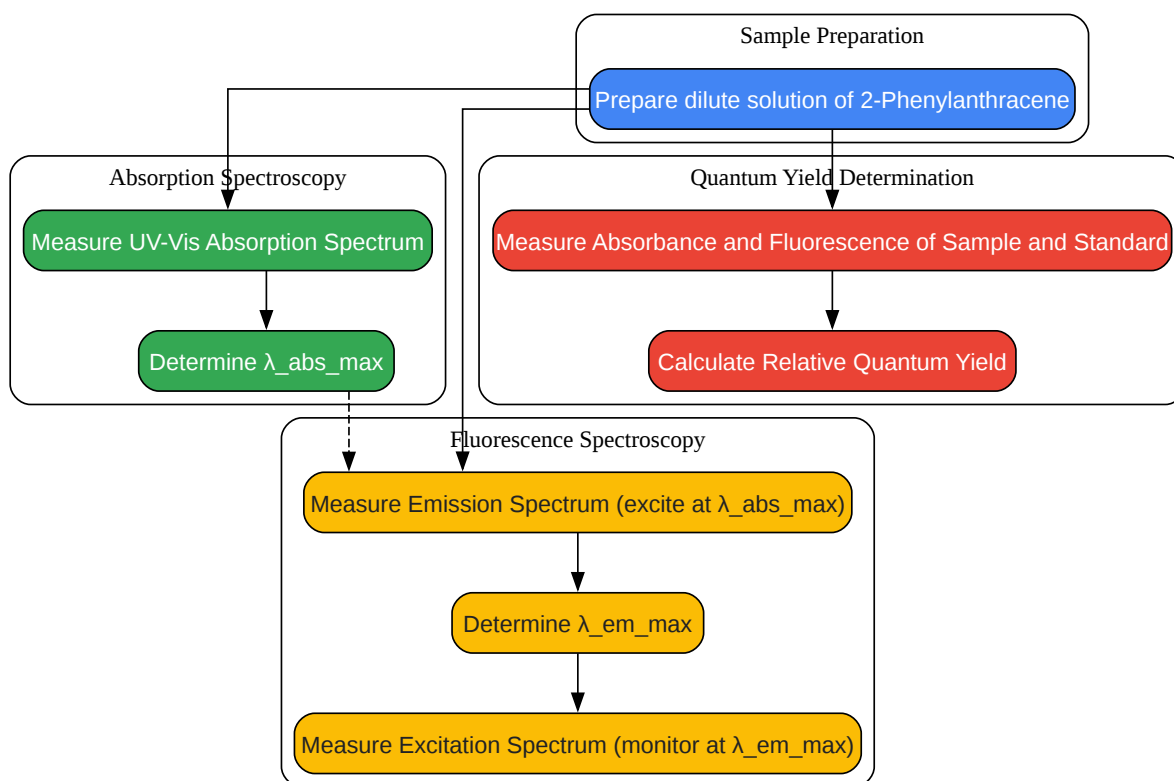 Sample Preparation
Prepare dilute solution of 2-Phenylanthracene
Absorption Spectroscopy
Measure UV-Vis Absorption Spectrum
Determine λ_abs_max
Quantum Yield Determination
Measure Absorbance and Fluorescence of Sample and Standard
Calculate Relative Quantum Yield
Fluorescence Spectroscopy
Measure Emission Spectrum (excite at λ_abs_max)
Determine λ_em_max
Measure Excitation Spectrum (monitor at λ_em_max)